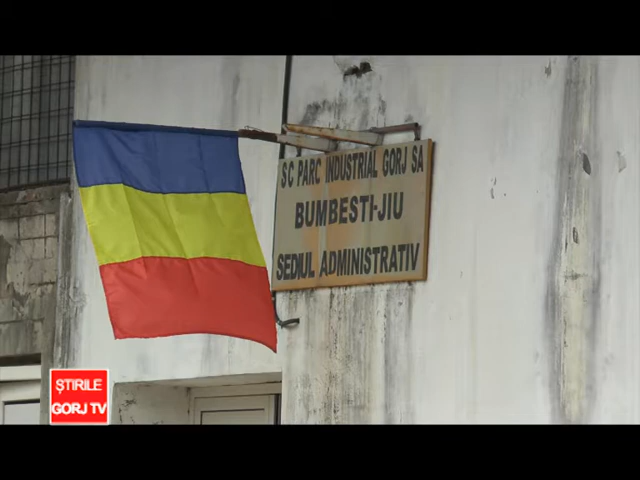 SC PARC INDUSTRIAL GORJ SA
BUMBESTI-JIU
SEDIUL ADMINISTRATIV
ȘTIRILE
GORJ TV